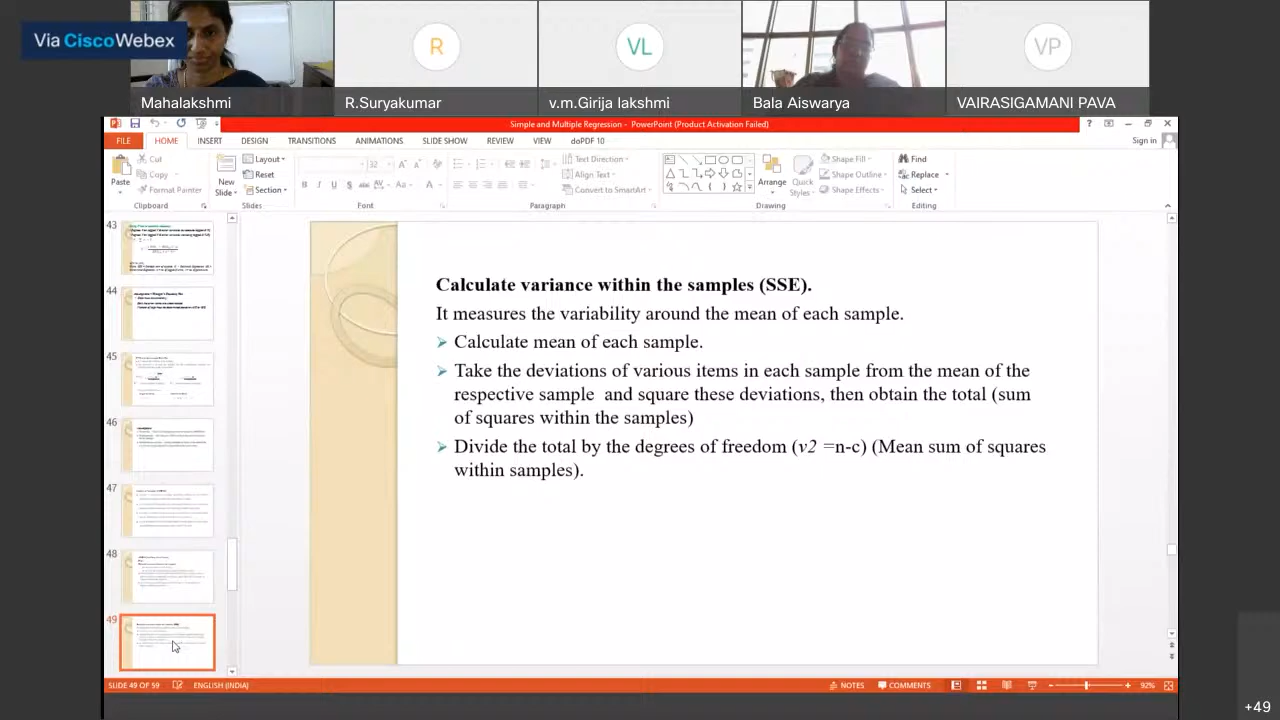 Via CiscoWebex
R
VL
VP
Mahalakshmi
R.Suryakumar
v.m.Girija lakshmi
Bala Aiswarya
VAIRASIGAMANI PAVA
Simple and Multiple Regression - PowerPoint (Product Activation Failed)
FILE
HOME
INSERT
DESIGN
TRANSITIONS
ANIMATIONS
SLIDE SHOW
REVIEW
VIEW
doPDF 10
Sign in
Paste
Cut
Copy
Format Painter
Clipboard
New
Slide
Layout
Reset
Section
Slides
32
Font
Paragraph
Text Direction
Align Text
Convert to SmartArt
Arrange
Quick
Styles
Shape Fill
Shape Outline
Shape Effects
Drawing
Find
Replace
Select
Editing
43
44
45
46
47
48
49
Calculate variance within the samples (SSE).
It measures the variability around the mean of each sample.
➢ Calculate mean of each sample.
➢ Take the deviations of various items in each sample from the mean of the
respective sample and square these deviations, then obtain the total (sum
of squares within the samples)
➢ Divide the total by the degrees of freedom (v2 =n-c) (Mean sum of squares
within samples).
SLIDE 49 OF 59
ENGLISH (INDIA)
NOTES
COMMENTS
92%
+49